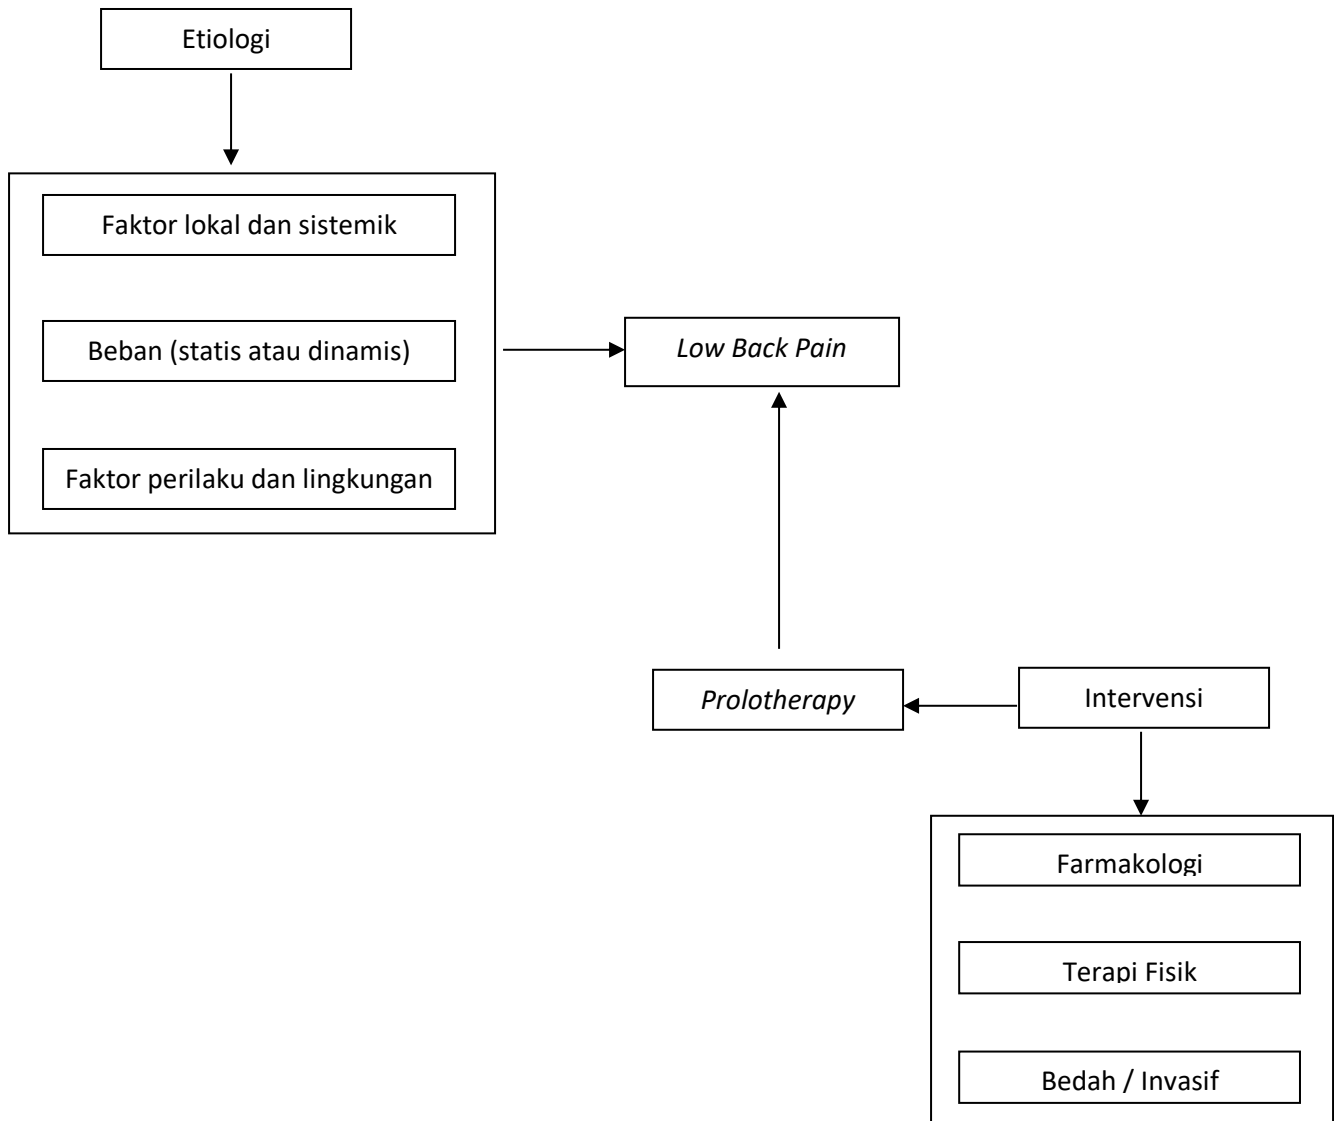 Etiologi
Faktor lokal dan sistemik
Beban (statis atau dinamis)
Low Back Pain
Faktor perilaku dan lingkungan
Prolotherapy
Intervensi
Farmakologi
Terapi Fisik
Bedah / Invasif